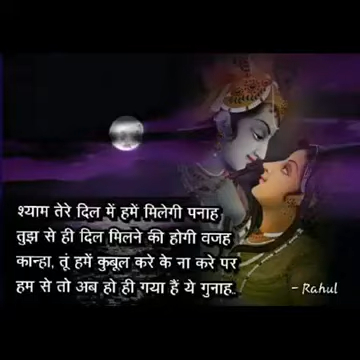 श्याम तेरे दिल में हमें मिलेगी पनाह
तुझ से ही दिल मिलने की होगी वजह
कान्हा, तूं हमें कुबूल करे के ना करे पर
हम से तो अब हो ही गया हैं ये गुनाह..
- Rahul